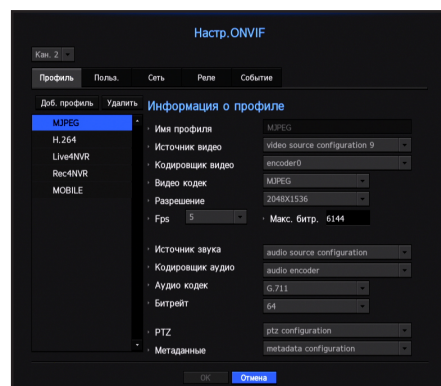 Настр.ONVIF
Кан. 2
Профиль Польз. Сеть Реле Событие
Доб. профиль Удалить
MJPEG
H.264
Live4NVR
Rec4NVR
MOBILE
Информация о профиле
Имя профиля MJPEG
Источник видео video source configuration 9
Кодировщик видео encoder0
Видео кодек MJPEG
Разрешение 2048X1536
Fps 5 Макс. битр. 6144
Источник звука audio source configuration
Кодировщик аудио audio encoder
Аудио кодек G.711
Битрейт 64
PTZ ptz configuration
Метаданные metadata configuration
OK Отмена